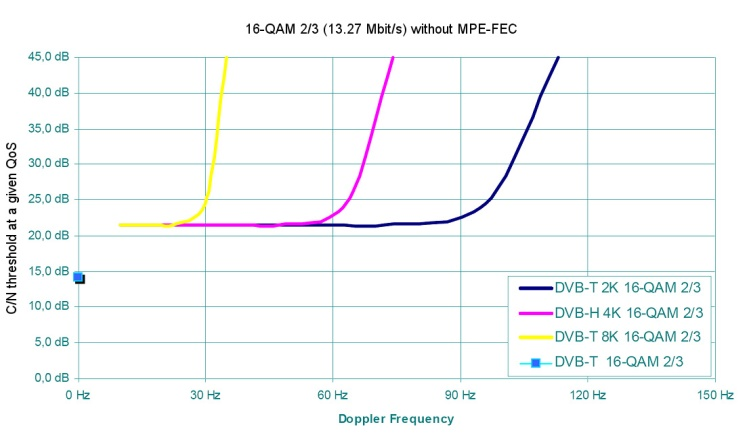 16-QAM 2/3 (13.27 Mbit/s) without MPE-FEC
45,0 dB
40,0 dB
35,0 dB
30,0 dB
25,0 dB
20,0 dB
15,0 dB
10,0 dB
5,0 dB
0,0 dB
C/N threshold at a given QoS
0 Hz
30 Hz
60 Hz
90 Hz
120 Hz
150 Hz
Doppler Frequency
DVB-T 2K 16-QAM 2/3
DVB-H 4K 16-QAM 2/3
DVB-T 8K 16-QAM 2/3
DVB-T 16-QAM 2/3